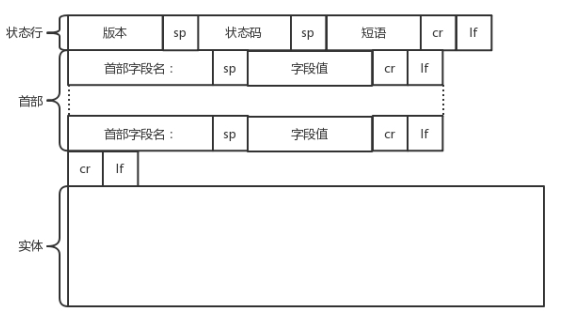 状态行 版本 sp 状态码 sp 短语 cr lf
首部字段名： sp 字段值 cr lf
首部
首部字段名： sp 字段值 cr lf
cr lf
实体